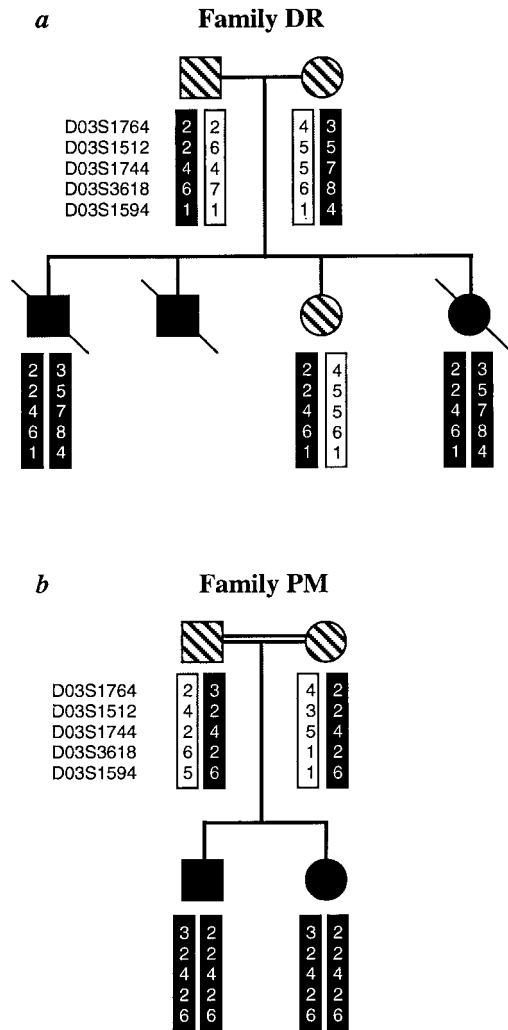 a Family DR
D03S1764 2 2 4 3
D03S1512 2 6 5 5
D03S1744 4 4 5 7
D03S3618 6 7 6 8
D03S1594 1 1 1 4
2 3 2 4 2 3
2 5 2 5 2 5
4 7 4 5 4 7
6 8 6 6 6 8
1 4 1 1 1 4
b Family PM
D03S1764 2 3 4 2
D03S1512 4 2 3 2
D03S1744 2 4 5 4
D03S3618 6 2 1 2
D03S1594 5 6 1 6
3 2 3 2
2 2 2 2
4 4 4 4
2 2 2 2
6 6 6 6